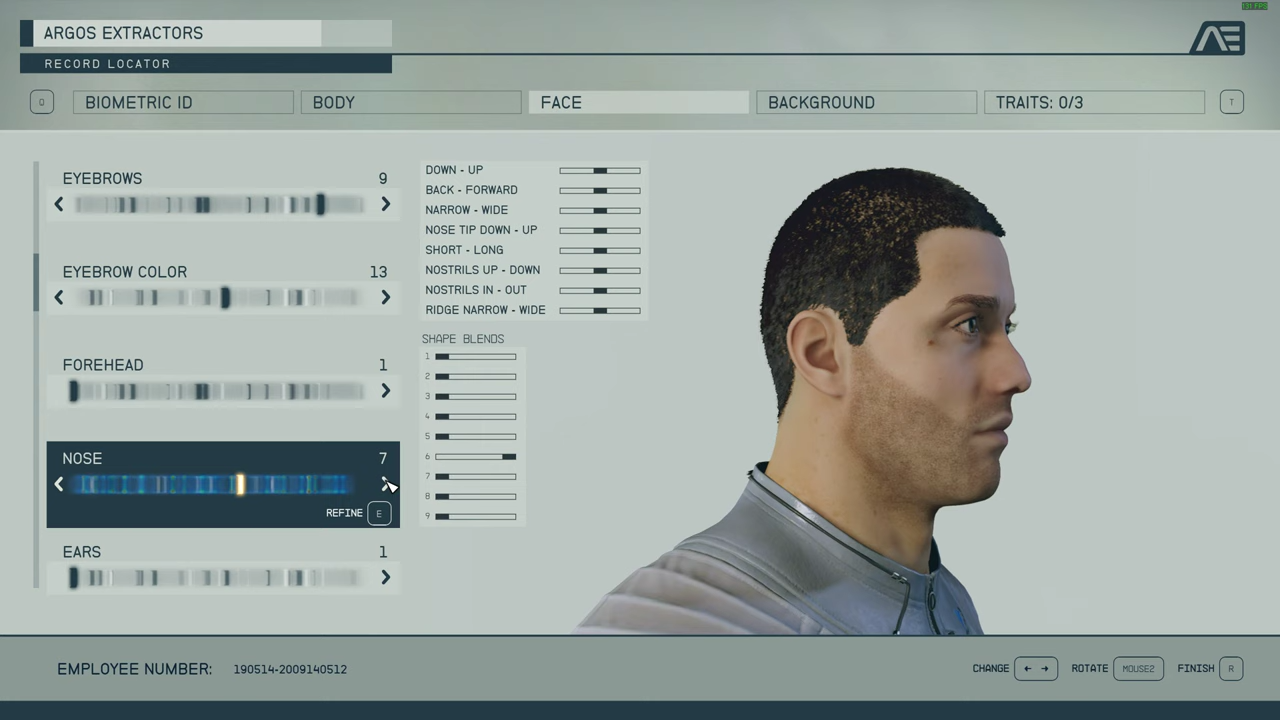 131 FPS
ARGOS EXTRACTORS
RECORD LOCATOR
AE
Q
BIOMETRIC ID
BODY
FACE
BACKGROUND
TRAITS: 0/3
T
EYEBROWS 9
EYEBROW COLOR 13
FOREHEAD 1
NOSE 7
REFINE E
EARS 1
DOWN - UP
BACK - FORWARD
NARROW - WIDE
NOSE TIP DOWN - UP
SHORT - LONG
NOSTRILS UP - DOWN
NOSTRILS IN - OUT
RIDGE NARROW - WIDE
SHAPE BLENDS
1
2
3
4
5
6
7
8
9
EMPLOYEE NUMBER: 190514-2009140512
CHANGE ← →
ROTATE MOUSE2
FINISH R